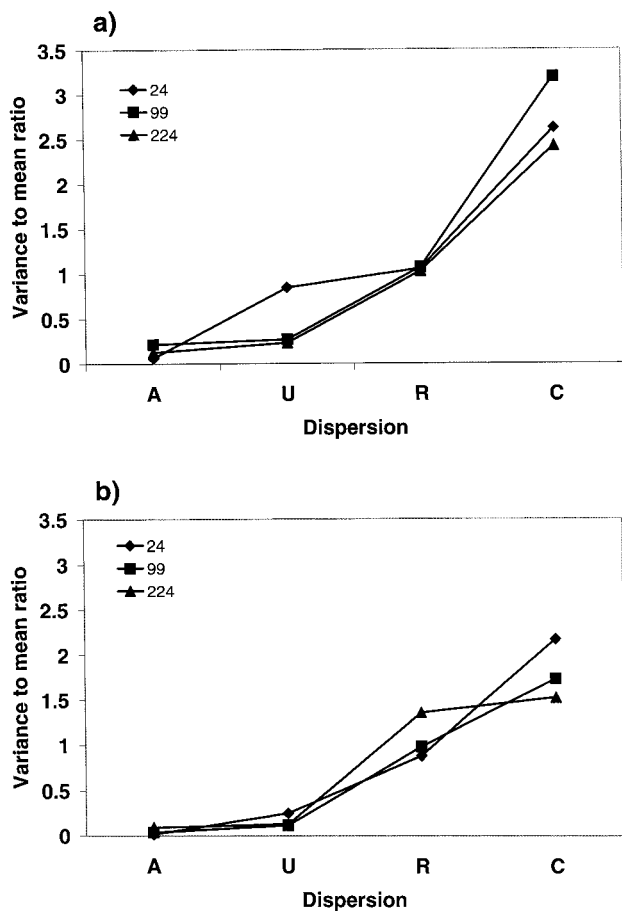 a)
3.5
3
2.5
2
1.5
1
0.5
0
Variance to mean ratio
24
99
224
A U R C
Dispersion
b)
3.5
3
2.5
2
1.5
1
0.5
0
Variance to mean ratio
24
99
224
A U R C
Dispersion